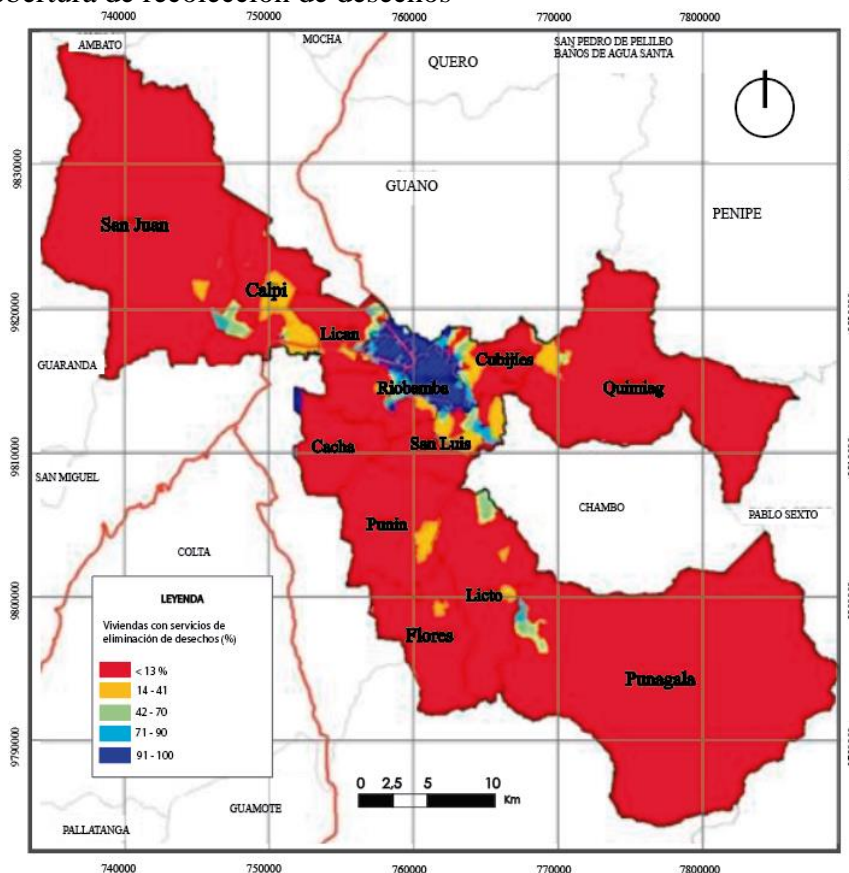 obertura de recolección de desechos
740000 750000 760000 770000 7800000
AMBATO
MOCHA
QUERO
SAN PEDRO DE PELILEO
BAÑOS DE AGUA SANTA
9830000
GUANO
PENIPE
San Juan
Calpi
9820000
Lican
Cubijíes
GUARANDA
Riobamba
Quimiag
San Luis
Cacha
9810000
SAN MIGUEL
CHAMBO
PABLO SEXTO
Punin
COLTA
Licto
9800000
Flores
Punagala
LEYENDA
Viviendas con servicios de
eliminación de desechos (%)
< 13 %
14 - 41
42 - 70
71 - 90
91 - 100
9790000
0 2,5 5 10
Km
GUAMOTE
PALLATANGA
740000 750000 760000 770000 7800000